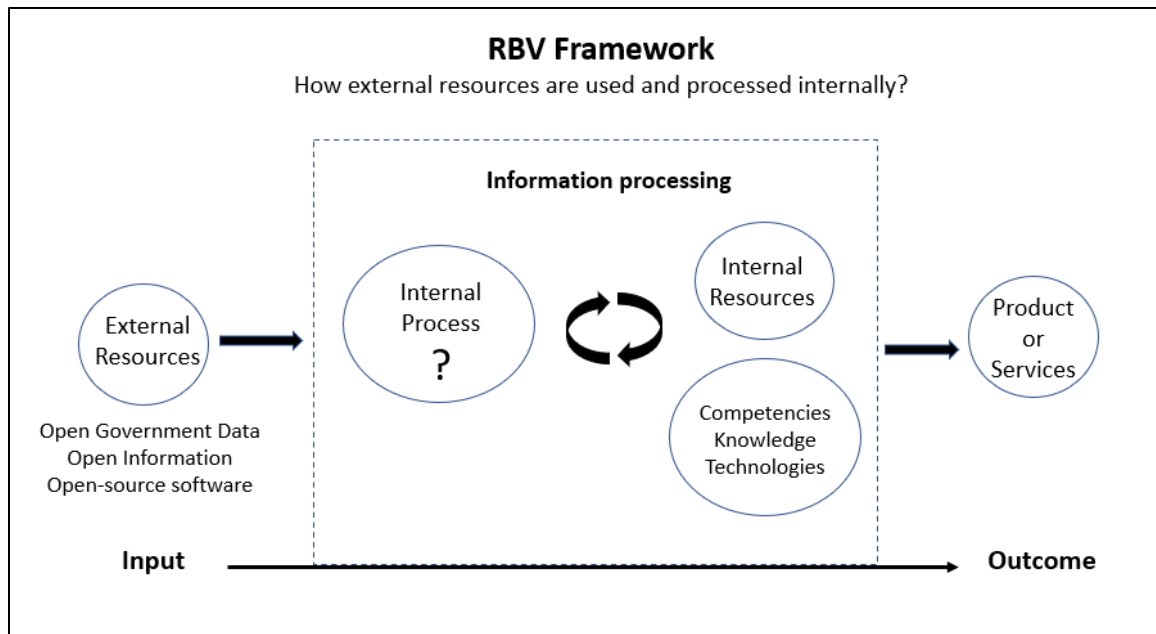 RBV Framework
How external resources are used and processed internally?
Information processing
External
Resources
Open Government Data
Open Information
Open-source software
Internal
Process
?
Internal
Resources
Competencies
Knowledge
Technologies
Product
or
Services
Input
Outcome